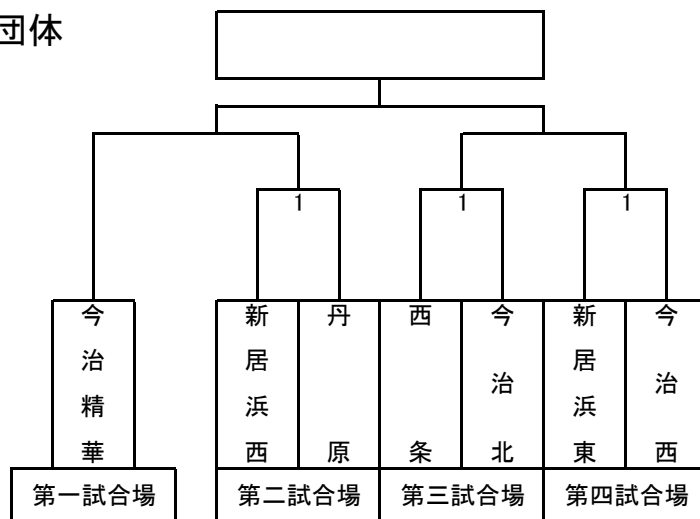 団体
1 1 1
今治精華
新居浜西
丹原
西条
今治北
新居浜東
今治西
第一試合場 第二試合場 第三試合場 第四試合場